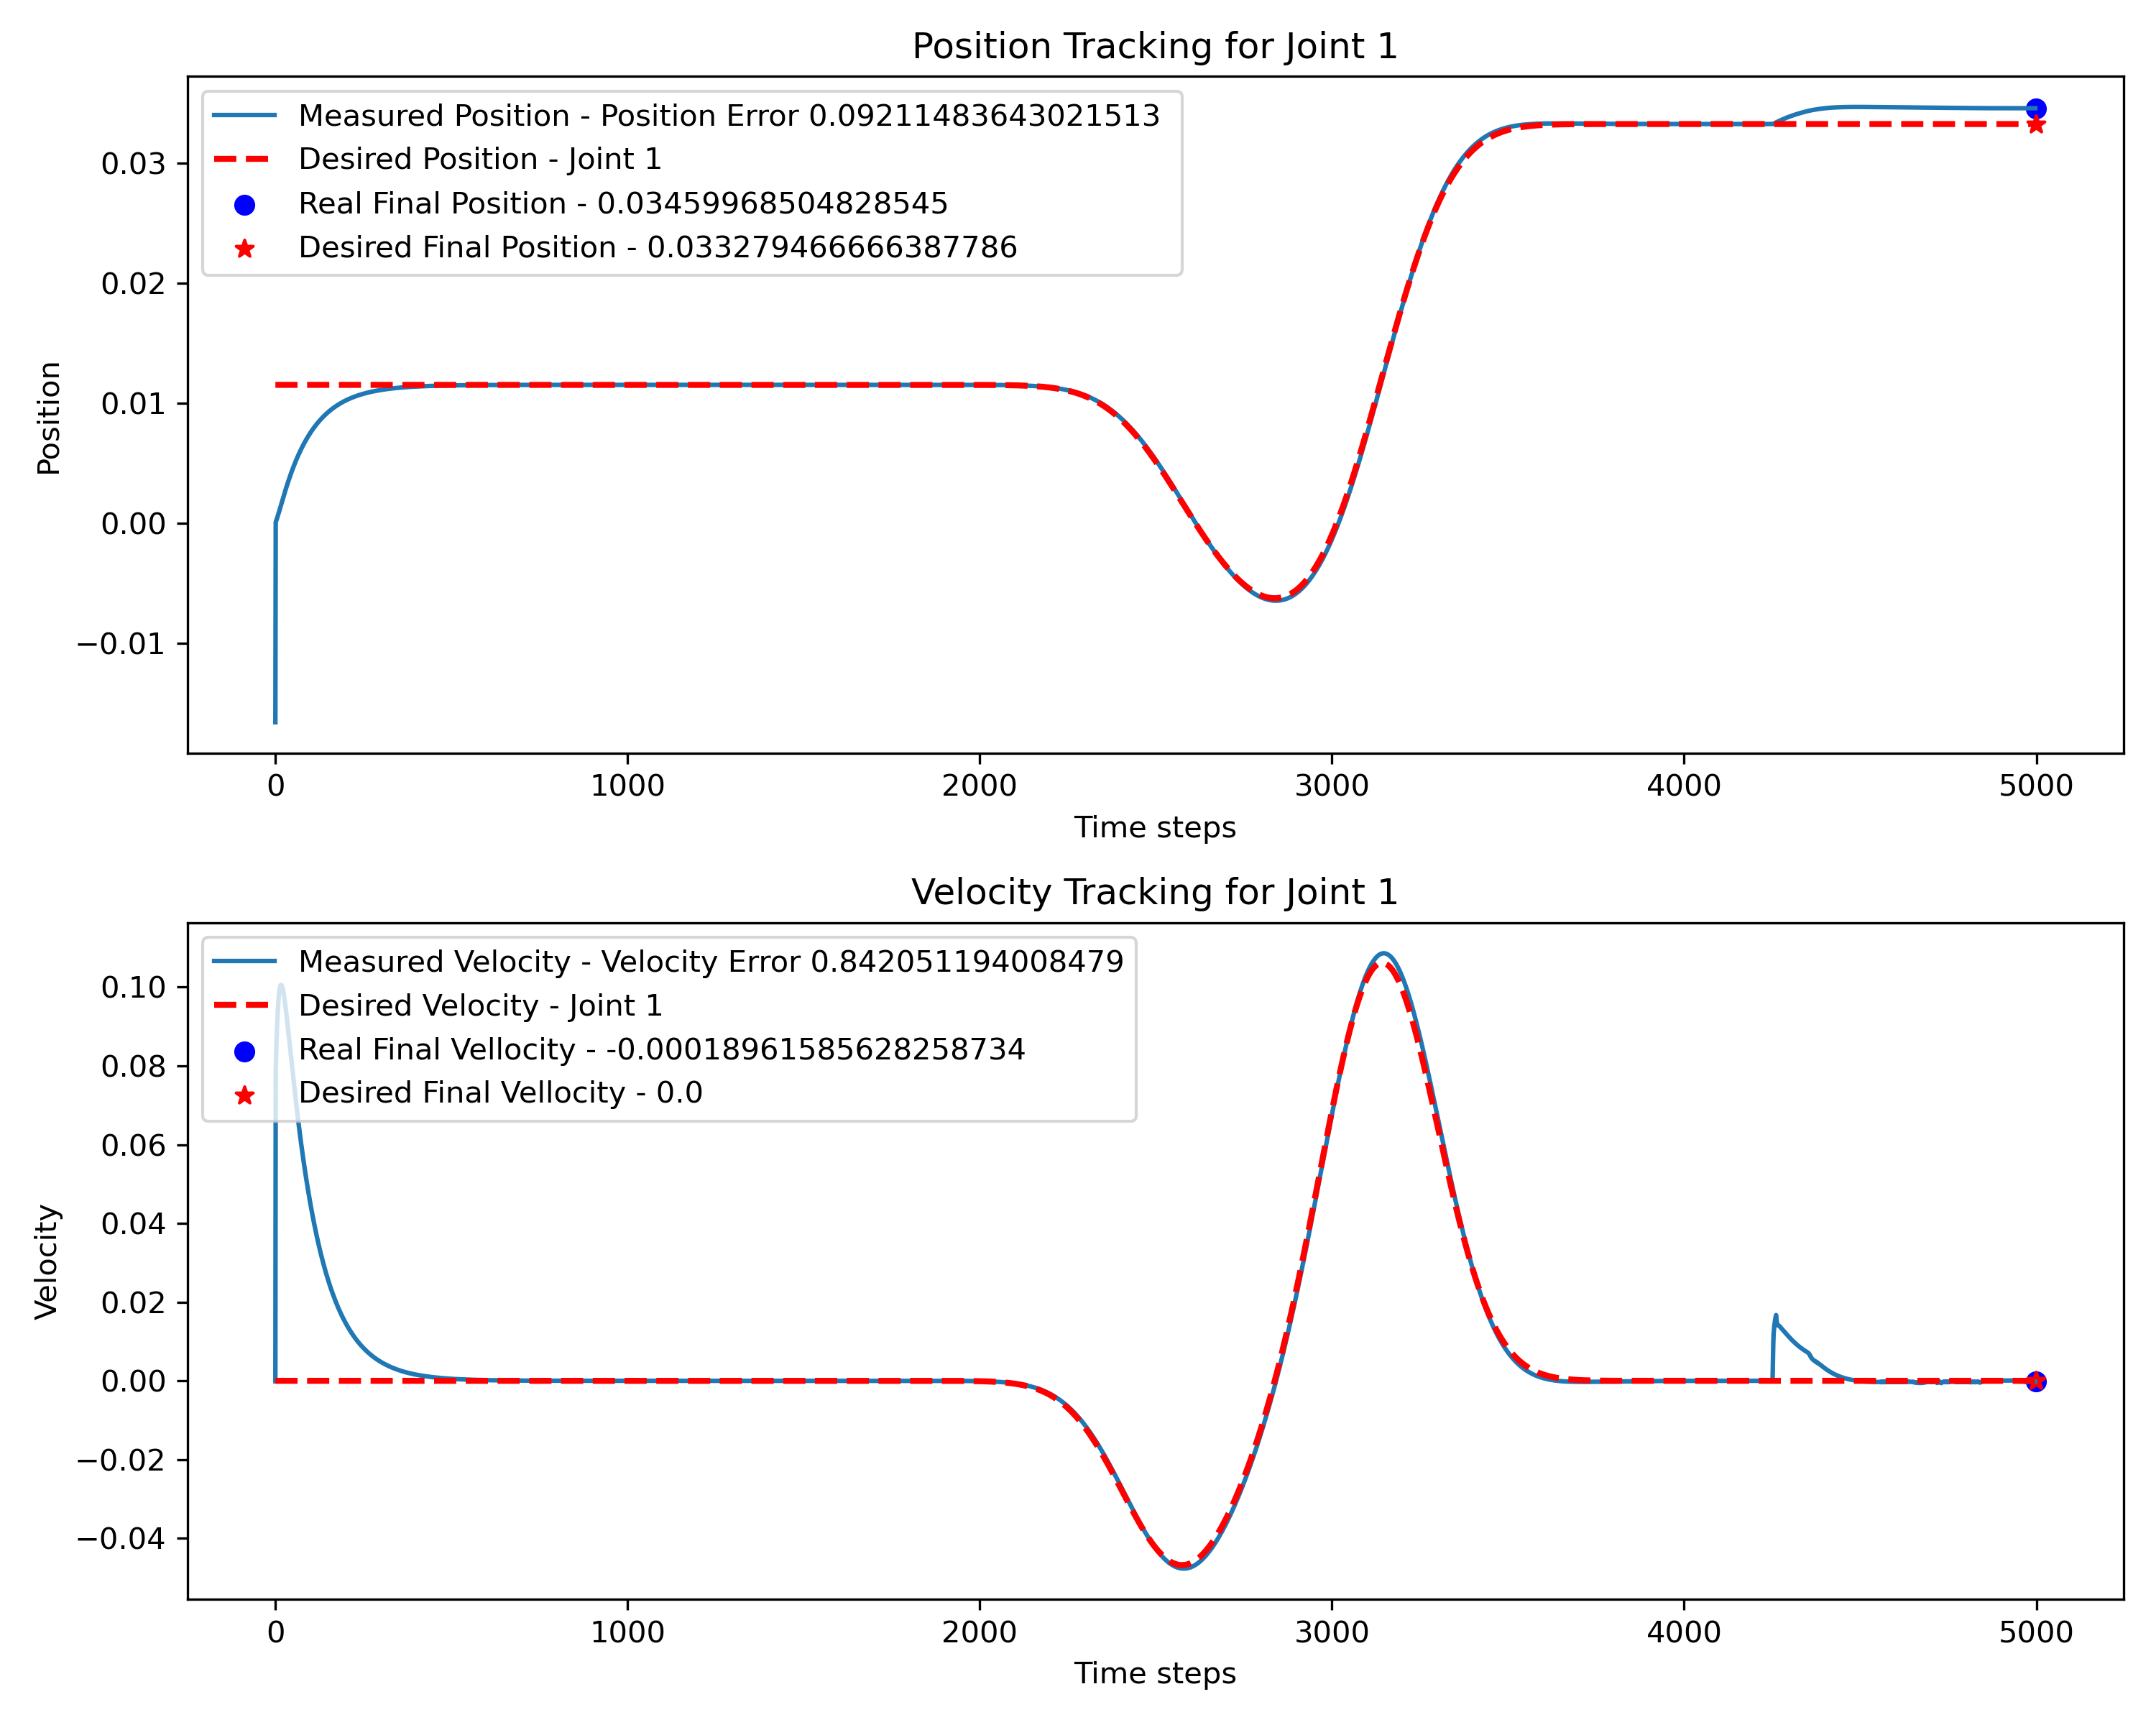 Position Tracking for Joint 1
Measured Position - Position Error 0.09211483643021513
Desired Position - Joint 1
Real Final Position - 0.03459968504828545
Desired Final Position - 0.033279466666387786
0.03
0.02
0.01
0.00
−0.01
Position
0 1000 2000 3000 4000 5000
Time steps
Velocity Tracking for Joint 1
Measured Velocity - Velocity Error 0.842051194008479
Desired Velocity - Joint 1
Real Final Vellocity - -0.00018961585628258734
Desired Final Vellocity - 0.0
0.10
0.08
0.06
0.04
0.02
0.00
−0.02
−0.04
Velocity
0 1000 2000 3000 4000 5000
Time steps